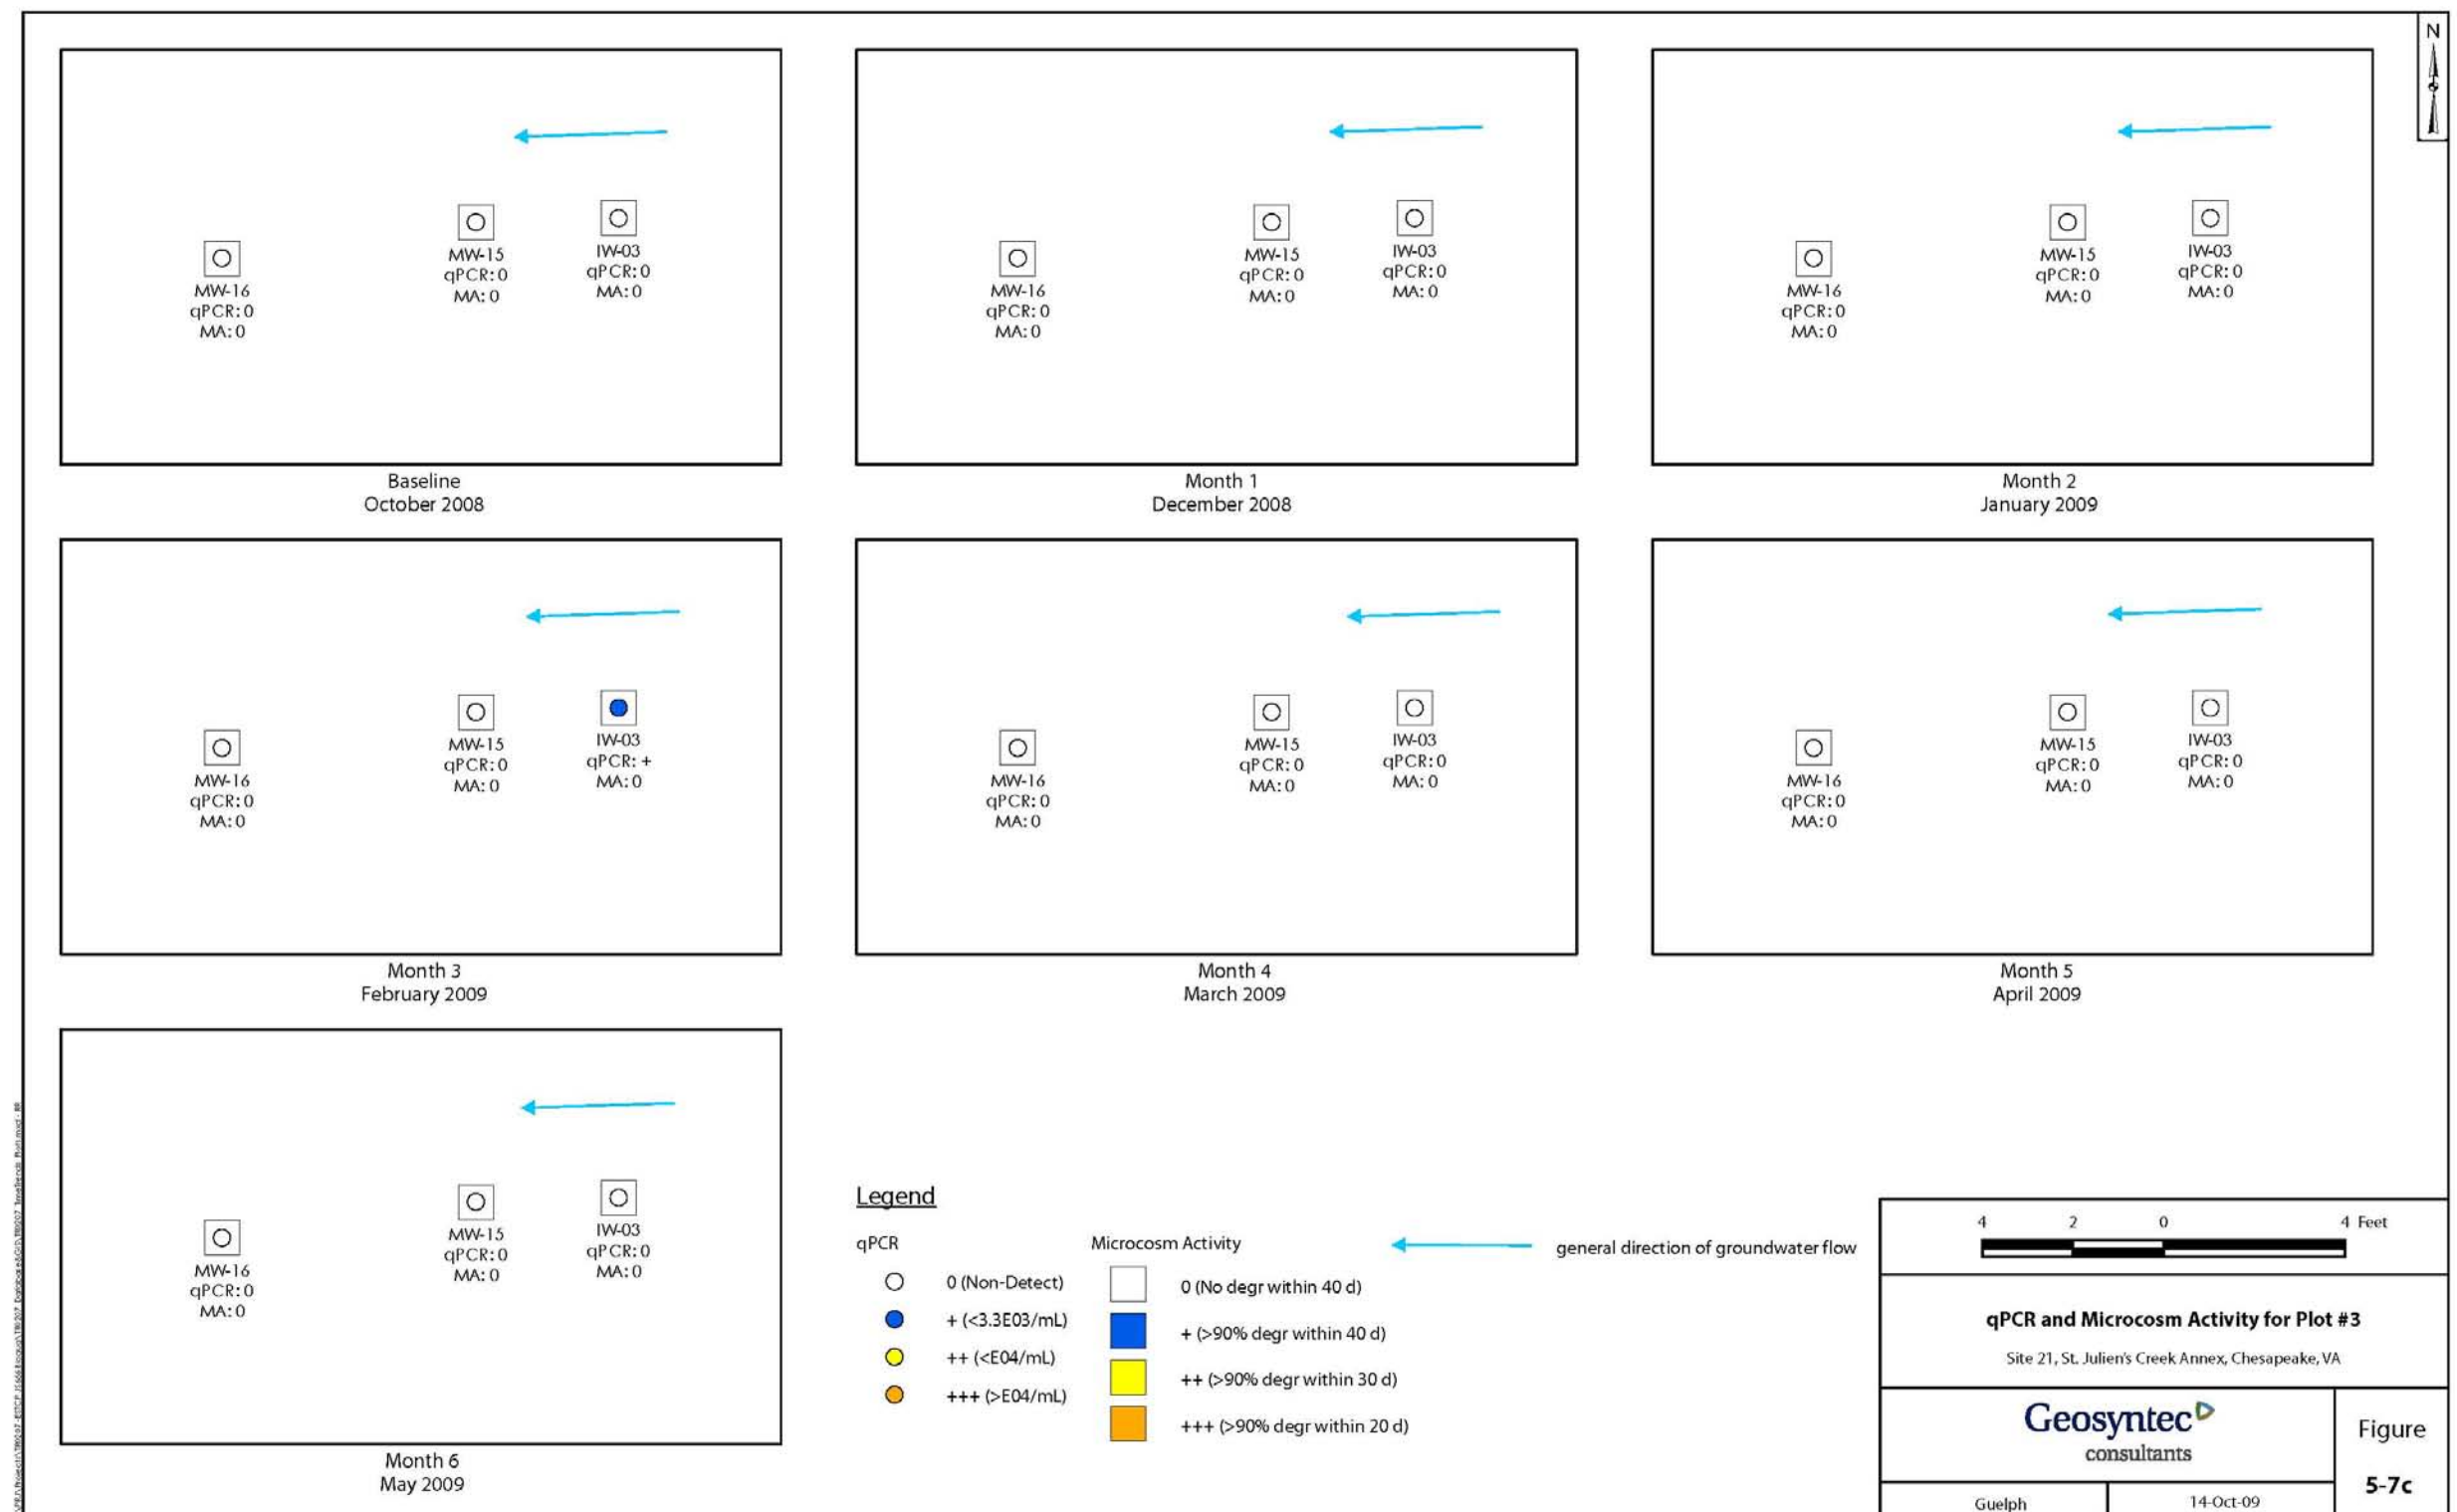 N
MW-16
qPCR: 0
MA: 0
MW-15
qPCR: 0
MA: 0
IW-03
qPCR: 0
MA: 0
Baseline
October 2008
MW-16
qPCR: 0
MA: 0
MW-15
qPCR: 0
MA: 0
IW-03
qPCR: 0
MA: 0
Month 1
December 2008
MW-16
qPCR: 0
MA: 0
MW-15
qPCR: 0
MA: 0
IW-03
qPCR: 0
MA: 0
Month 2
January 2009
MW-16
qPCR: 0
MA: 0
MW-15
qPCR: 0
MA: 0
IW-03
qPCR: +
MA: 0
Month 3
February 2009
MW-16
qPCR: 0
MA: 0
MW-15
qPCR: 0
MA: 0
IW-03
qPCR: 0
MA: 0
Month 4
March 2009
MW-16
qPCR: 0
MA: 0
MW-15
qPCR: 0
MA: 0
IW-03
qPCR: 0
MA: 0
Month 5
April 2009
MW-16
qPCR: 0
MA: 0
MW-15
qPCR: 0
MA: 0
IW-03
qPCR: 0
MA: 0
Month 6
May 2009
Legend
qPCR
0 (Non-Detect)
+ (<3.3E03/mL)
++ (<E04/mL)
+++ (>E04/mL)
Microcosm Activity
0 (No degr within 40 d)
+ (>90% degr within 40 d)
++ (>90% degr within 30 d)
+++ (>90% degr within 20 d)
general direction of groundwater flow
4 2 0 4 Feet
qPCR and Microcosm Activity for Plot #3
Site 21, St. Julien's Creek Annex, Chesapeake, VA
Geosyntec
consultants
Figure
5-7c
Guelph
14-Oct-09